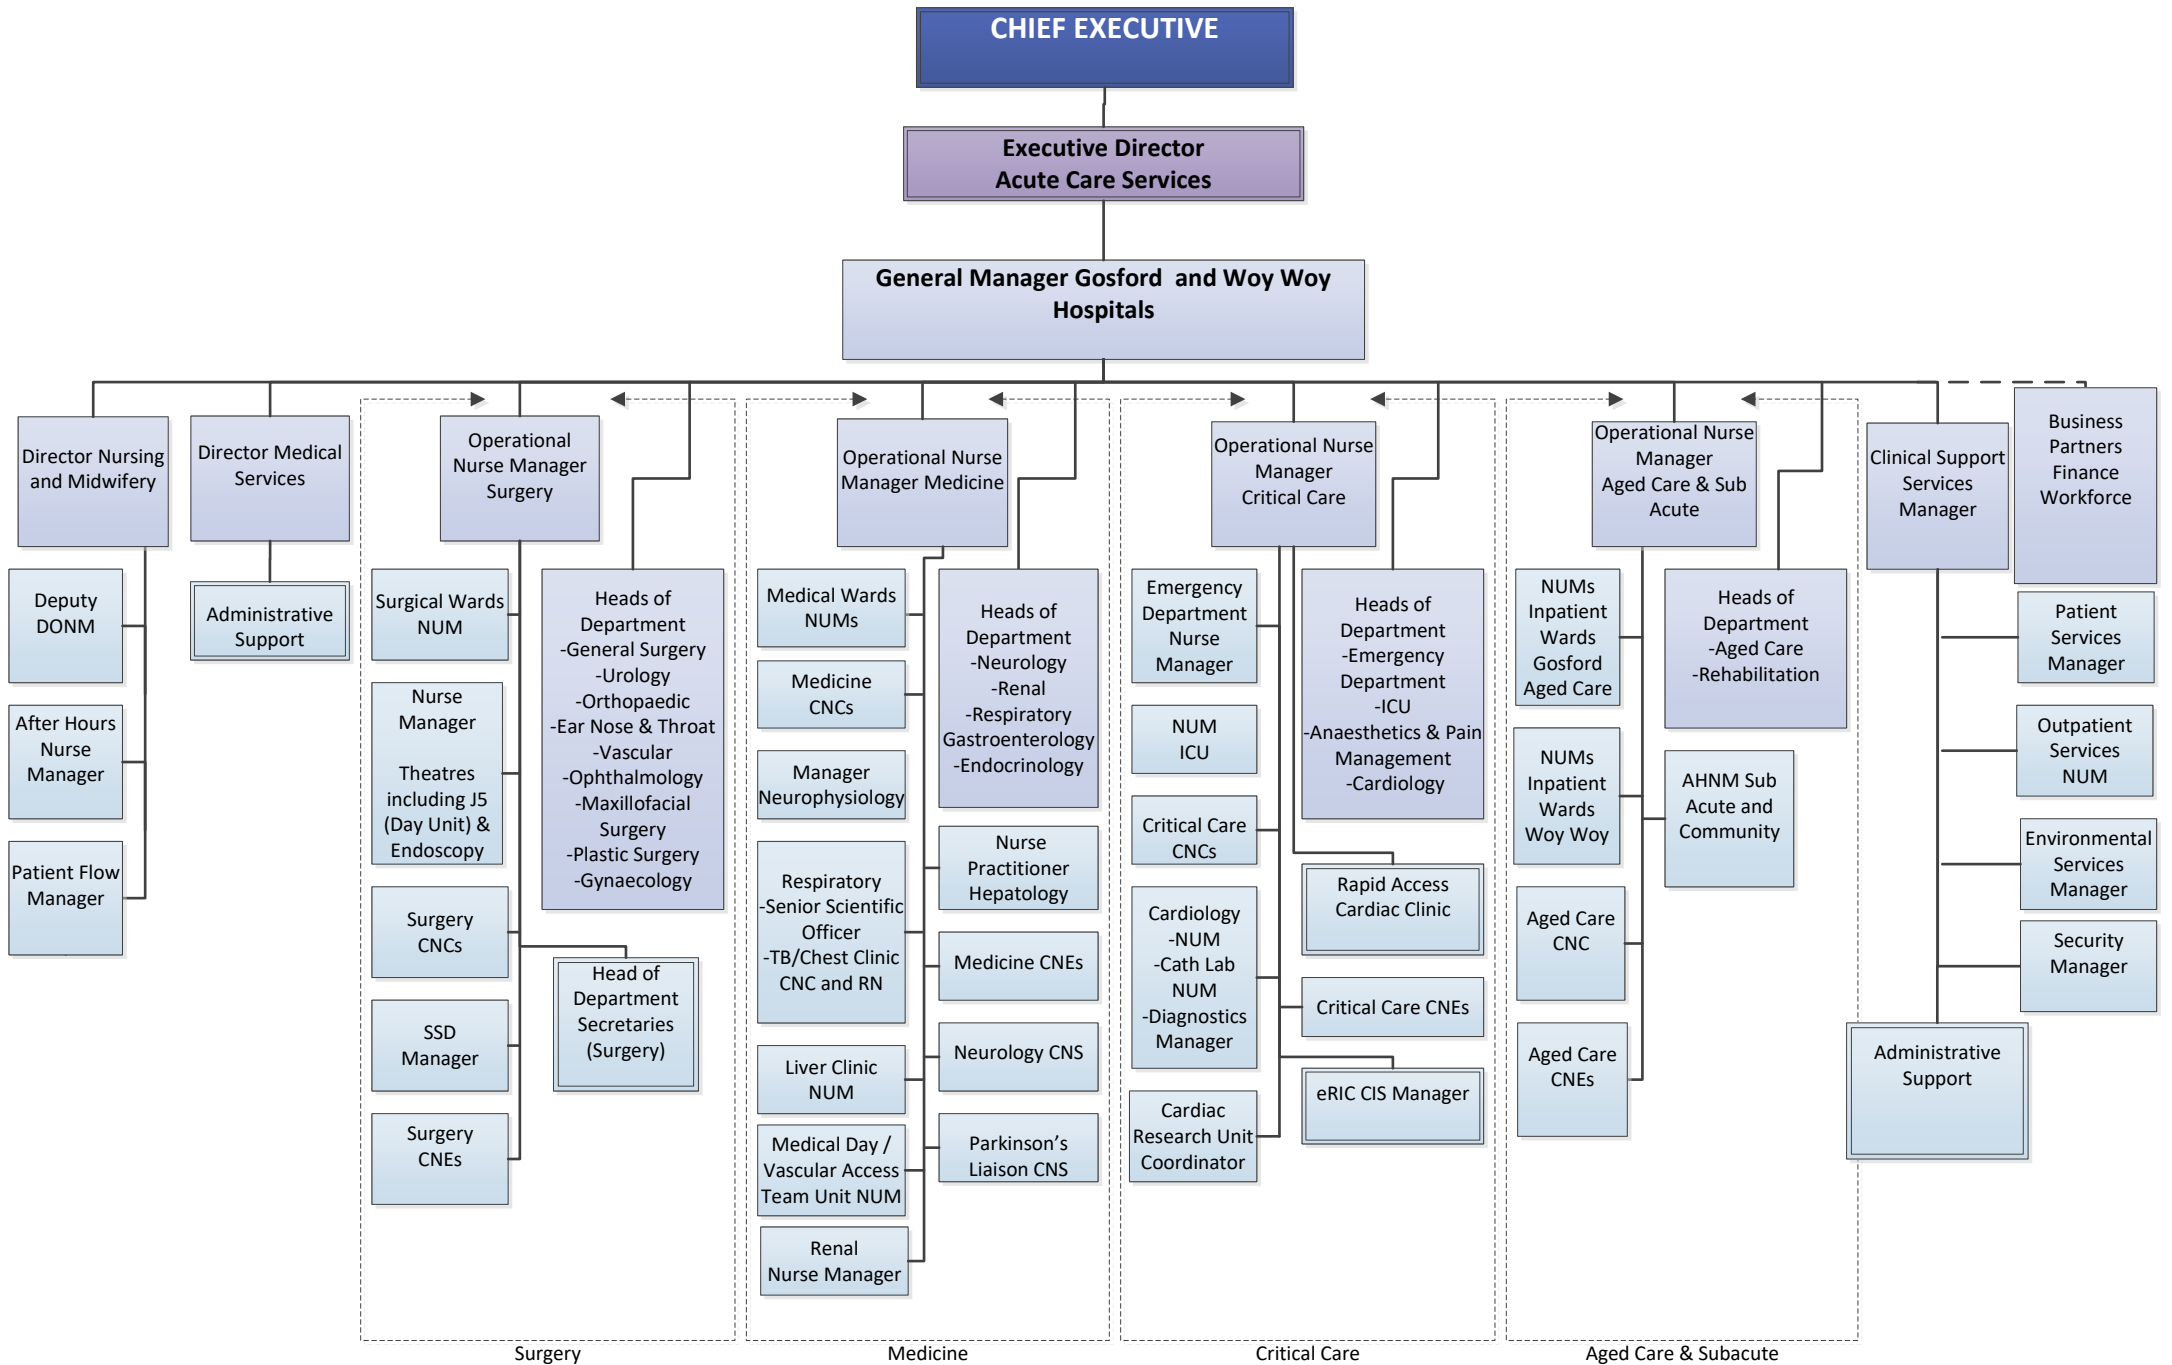 CHIEF EXECUTIVE
Executive Director
Acute Care Services
General Manager Gosford  and Woy Woy
Hospitals
Director Nursing
and Midwifery
Deputy
DONM
After Hours
Nurse
Manager
Patient Flow
Manager
Director Medical
Services
Administrative
Support
Operational
Nurse Manager
Surgery
Surgical Wards
NUM
Nurse
Manager
Theatres
including J5
(Day Unit) &
Endoscopy
Surgery
CNCs
SSD
Manager
Surgery
CNEs
Heads of
Department
-General Surgery
-Urology
-Orthopaedic
-Ear Nose & Throat
-Vascular
-Ophthalmology
-Maxillofacial
Surgery
-Plastic Surgery
-Gynaecology
Head of
Department
Secretaries
(Surgery)
Surgery
Operational Nurse
Manager Medicine
Medical Wards
NUMs
Medicine
CNCs
Manager
Neurophysiology
Respiratory
-Senior Scientific
Officer
-TB/Chest Clinic
CNC and RN
Liver Clinic
NUM
Medical Day /
Vascular Access
Team Unit NUM
Renal
Nurse Manager
Heads of
Department
-Neurology
-Renal
-Respiratory
Gastroenterology
-Endocrinology
Nurse
Practitioner
Hepatology
Medicine CNEs
Neurology CNS
Parkinson’s
Liaison CNS
Medicine
Operational Nurse
Manager
Critical Care
Emergency
Department
Nurse
Manager
NUM
ICU
Critical Care
CNCs
Cardiology
-NUM
-Cath Lab
NUM
-Diagnostics
Manager
Cardiac
Research Unit
Coordinator
Heads of
Department
-Emergency
Department
-ICU
-Anaesthetics & Pain
Management
-Cardiology
Rapid Access
Cardiac Clinic
Critical Care CNEs
eRIC CIS Manager
Critical Care
Operational Nurse
Manager
Aged Care & Sub
Acute
NUMs
Inpatient
Wards
Gosford
Aged Care
NUMs
Inpatient
Wards
Woy Woy
Aged Care
CNC
Aged Care
CNEs
Heads of
Department
-Aged Care
-Rehabilitation
AHNM Sub
Acute and
Community
Aged Care & Subacute
Clinical Support
Services
Manager
Business
Partners
Finance
Workforce
Patient
Services
Manager
Outpatient
Services
NUM
Environmental
Services
Manager
Security
Manager
Administrative
Support